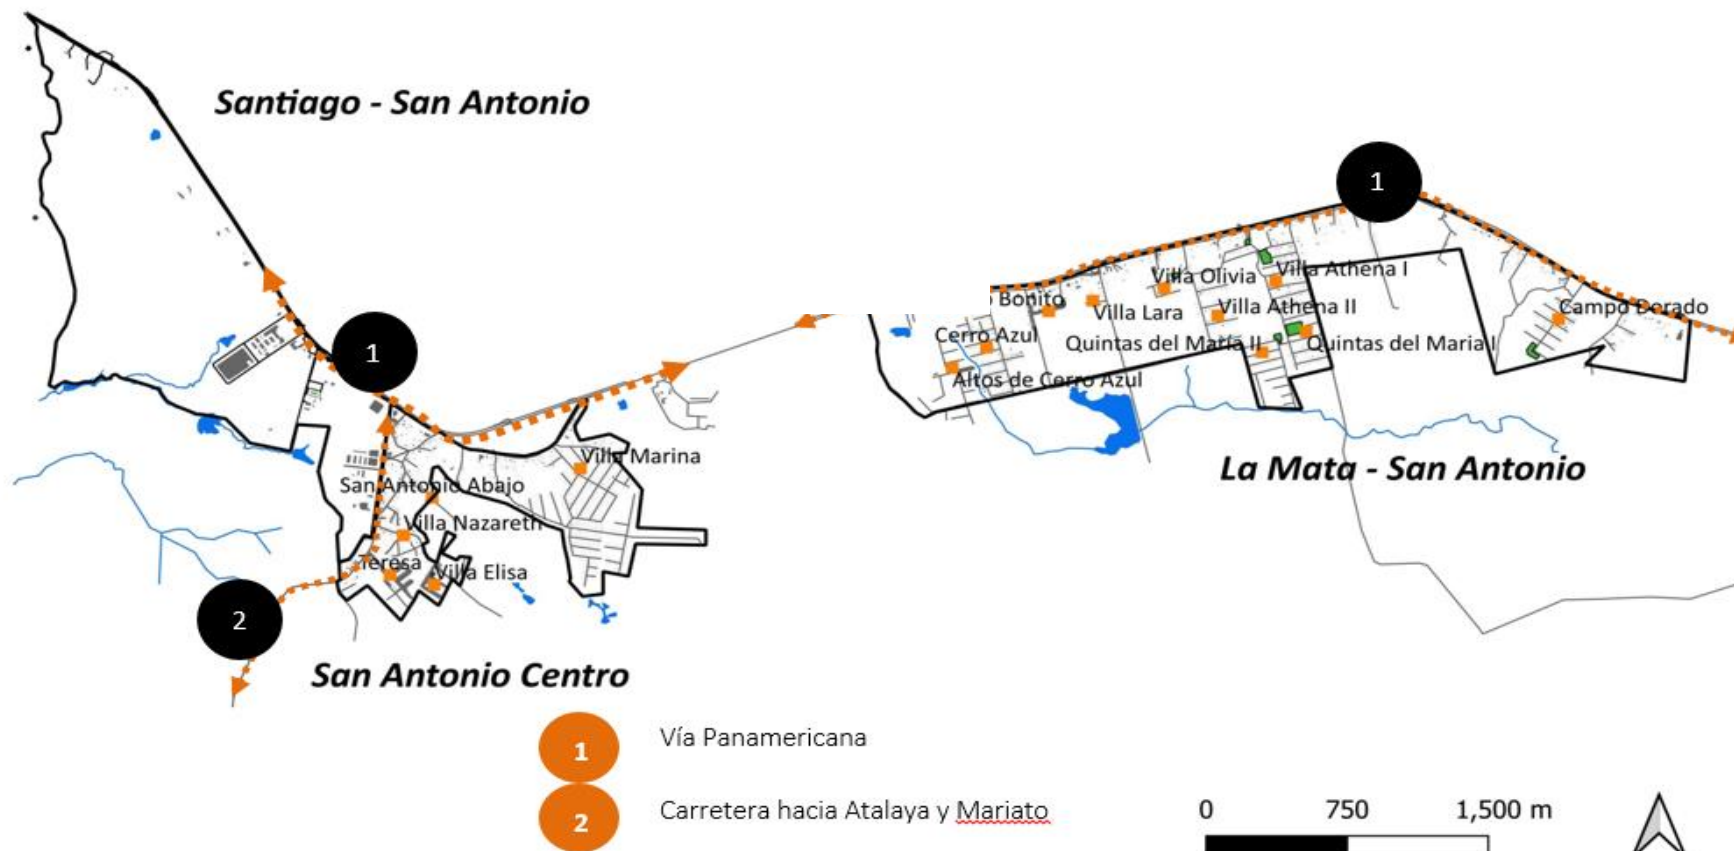 Santiago - San Antonio
1
1
Villa Olivia
Villa Athena I
Bonito
Villa Lara
Villa Athena II
Campo Dorado
Cerro Azul
Quintas del María II
Quintas del Maria I
Altos de Cerro Azul
1
Villa Marina
La Mata - San Antonio
San Antonio Abajo
Villa Nazareth
Teresa
Villa Elisa
2
San Antonio Centro
1
Vía Panamericana
2
Carretera hacia Atalaya y Mariato
0
750
1,500 m